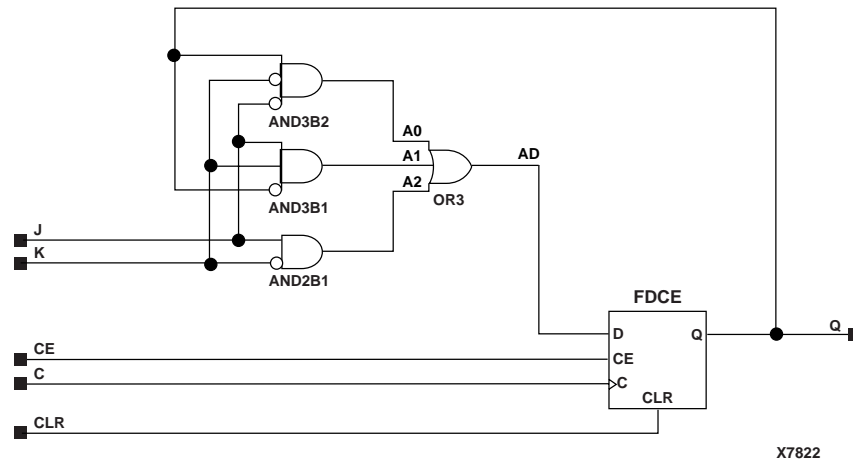 AND3B2
A0
A1
AD
A2
AND3B1
OR3
J
K
AND2B1
FDCE
D
Q
Q
CE
CE
C
C
CLR
CLR
X7822